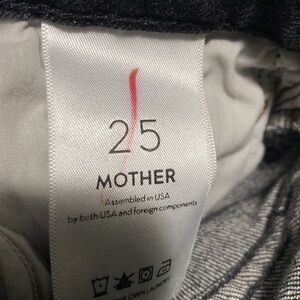 25
MOTHER
Assembled in USA
by both USA and foreign components